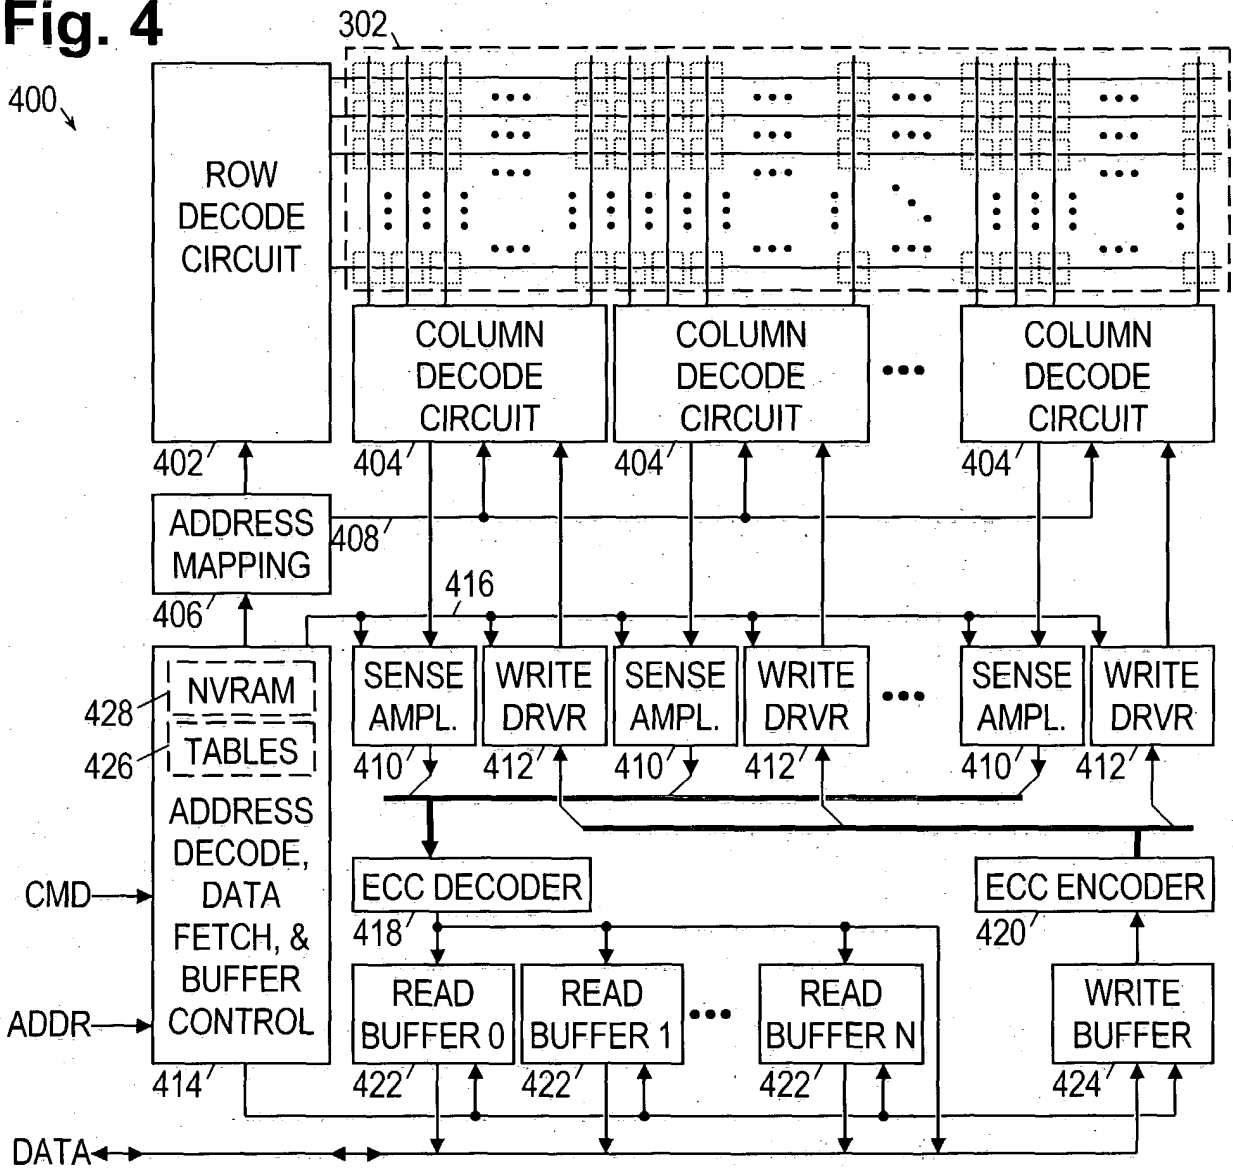 Fig. 4
302
400
ROW
DECODE
CIRCUIT
COLUMN
DECODE
CIRCUIT
COLUMN
DECODE
CIRCUIT
COLUMN
DECODE
CIRCUIT
402
404
404
404
ADDRESS
MAPPING
408
406
416
NVRAM
428
TABLES
426
SENSE
AMPL.
WRITE
DRVR
SENSE
AMPL.
WRITE
DRVR
SENSE
AMPL.
WRITE
DRVR
410
412
410
412
410
412
ADDRESS
DECODE,
DATA
FETCH, &
BUFFER
CONTROL
CMD
ADDR
414
ECC DECODER
418
ECC ENCODER
420
READ
BUFFER 0
READ
BUFFER 1
READ
BUFFER N
WRITE
BUFFER
422
422
422
424
DATA